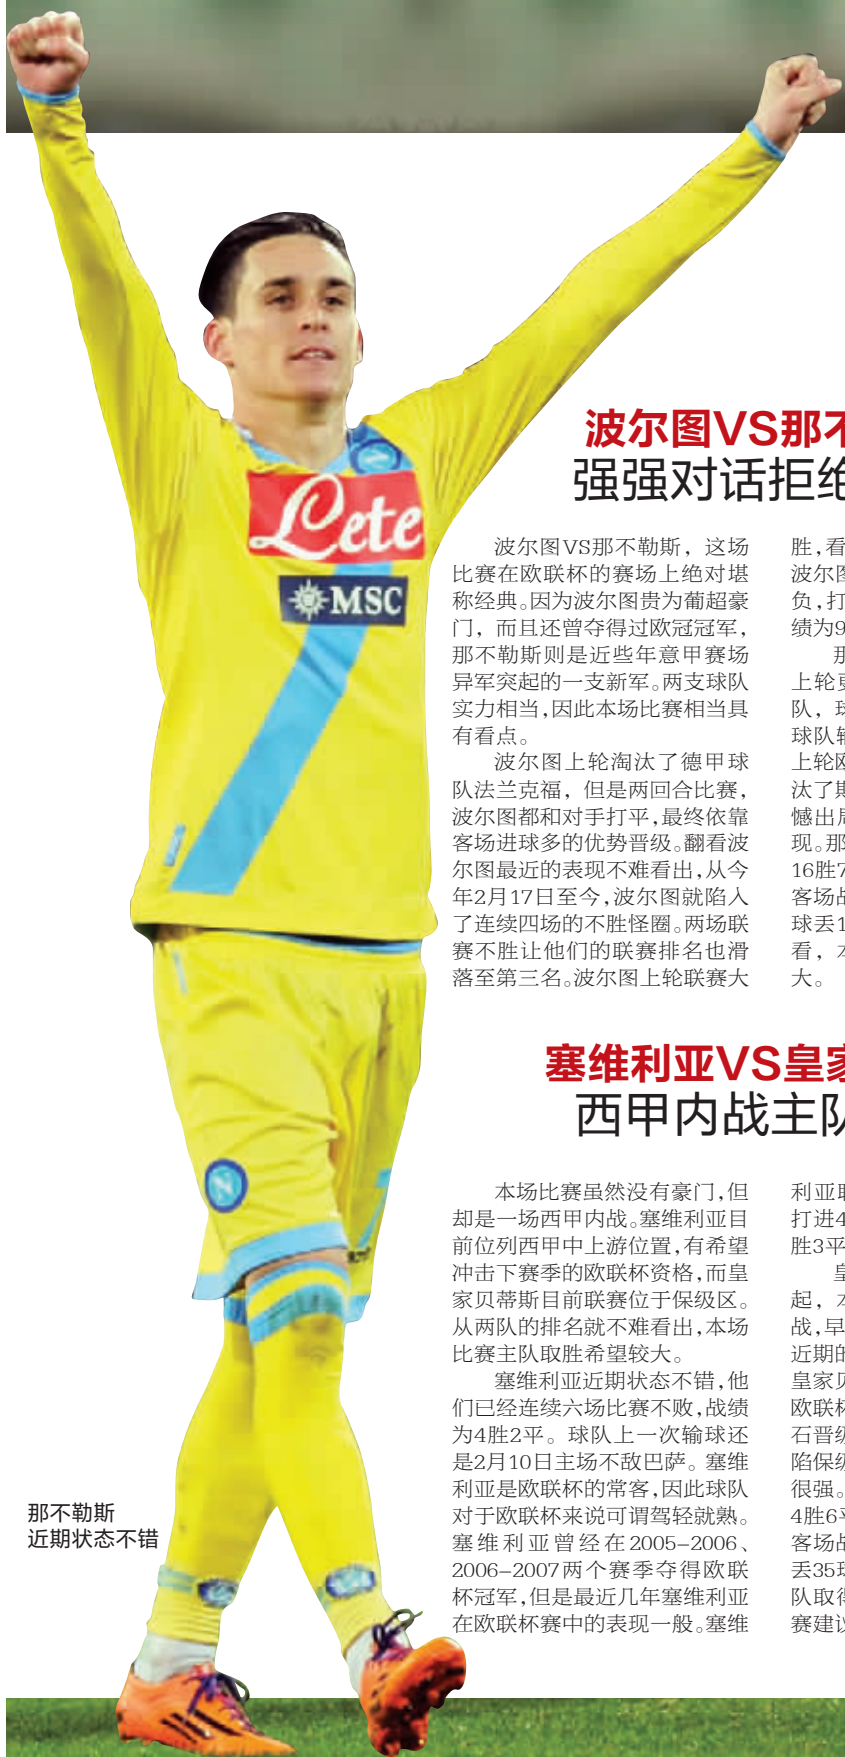 Lete
MSC
N
波尔图VS那不
强强对话拒绝
波尔图VS那不勒斯，这场
比赛在欧联杯的赛场上绝对堪
称经典。因为波尔图贵为葡超豪
门，而且还曾夺得过欧冠冠军，
那不勒斯则是近些年意甲赛场
异军突起的一支新军。两支球队
实力相当，因此本场比赛相当具
有看点。
波尔图上轮淘汰了德甲球
队法兰克福，但是两回合比赛，
波尔图都和对手打平，最终依靠
客场进球多的优势晋级。翻看波
尔图最近的表现不难看出，从今
年2月17日至今，波尔图就陷入
了连续四场的不胜怪圈。两场联
赛不胜让他们的联赛排名也滑
落至第三名。波尔图上轮联赛大
胜，看
波尔图
负，打
绩为9
上轮更
队，球
球队输
上轮欧
汰了斯
憾出局
现。那
16胜7
客场战
球丢1
看，本
大。
塞维利亚VS皇家
西甲内战主队
本场比赛虽然没有豪门，但
却是一场西甲内战。塞维利亚目
前位列西甲中上游位置，有希望
冲击下赛季的欧联杯资格，而皇
家贝蒂斯目前联赛位于保级区。
从两队的排名就不难看出，本场
比赛主队取胜希望较大。
塞维利亚近期状态不错，他
们已经连续六场比赛不败，战绩
为4胜2平。球队上一次输球还
是2月10日主场不敌巴萨。塞维
利亚是欧联杯的常客，因此球队
对于欧联杯来说可谓驾轻就熟。
塞维利亚曾经在2005–2006、
2006–2007两个赛季夺得欧联
杯冠军，但是最近几年塞维利亚
在欧联杯赛中的表现一般。塞维
利亚联
打进4
胜3平
起，本
战，早
近期的
皇家贝
欧联杯
石晋级
陷保级
很强。
4胜6平
客场战
丢35球
队取得
赛建议
那不勒斯
近期状态不错